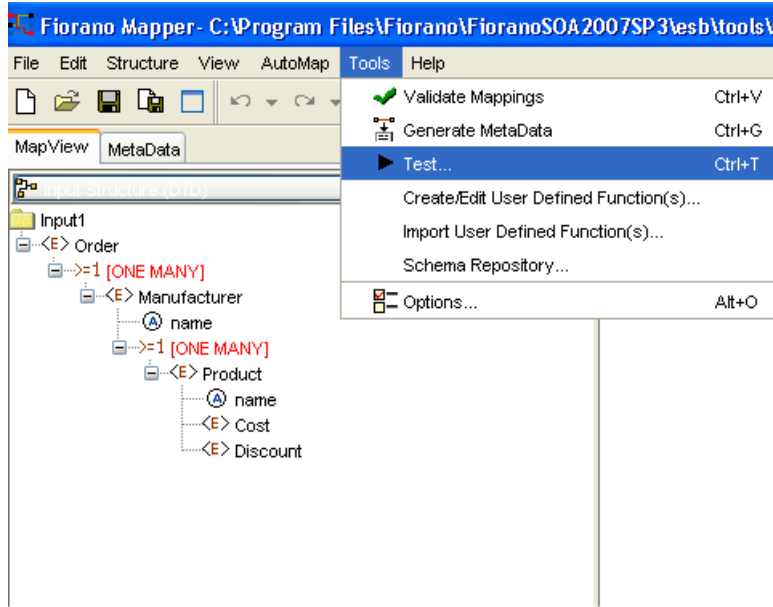 Fiorano Mapper- C:\Program Files\Fiorano\FioranoSOA2007SP3\esb\tools\
File Edit Structure View AutoMap Tools Help
Validate Mappings Ctrl+V
Generate MetaData Ctrl+G
MapView MetaData
Test... Ctrl+T
Input Structure (DTD)
Create/Edit User Defined Function(s)...
Input1
Import User Defined Function(s)...
<E> Order
Schema Repository...
>=1 [ONE MANY]
<E> Manufacturer
Options... Alt+O
A name
>=1 [ONE MANY]
<E> Product
A name
<E> Cost
<E> Discount